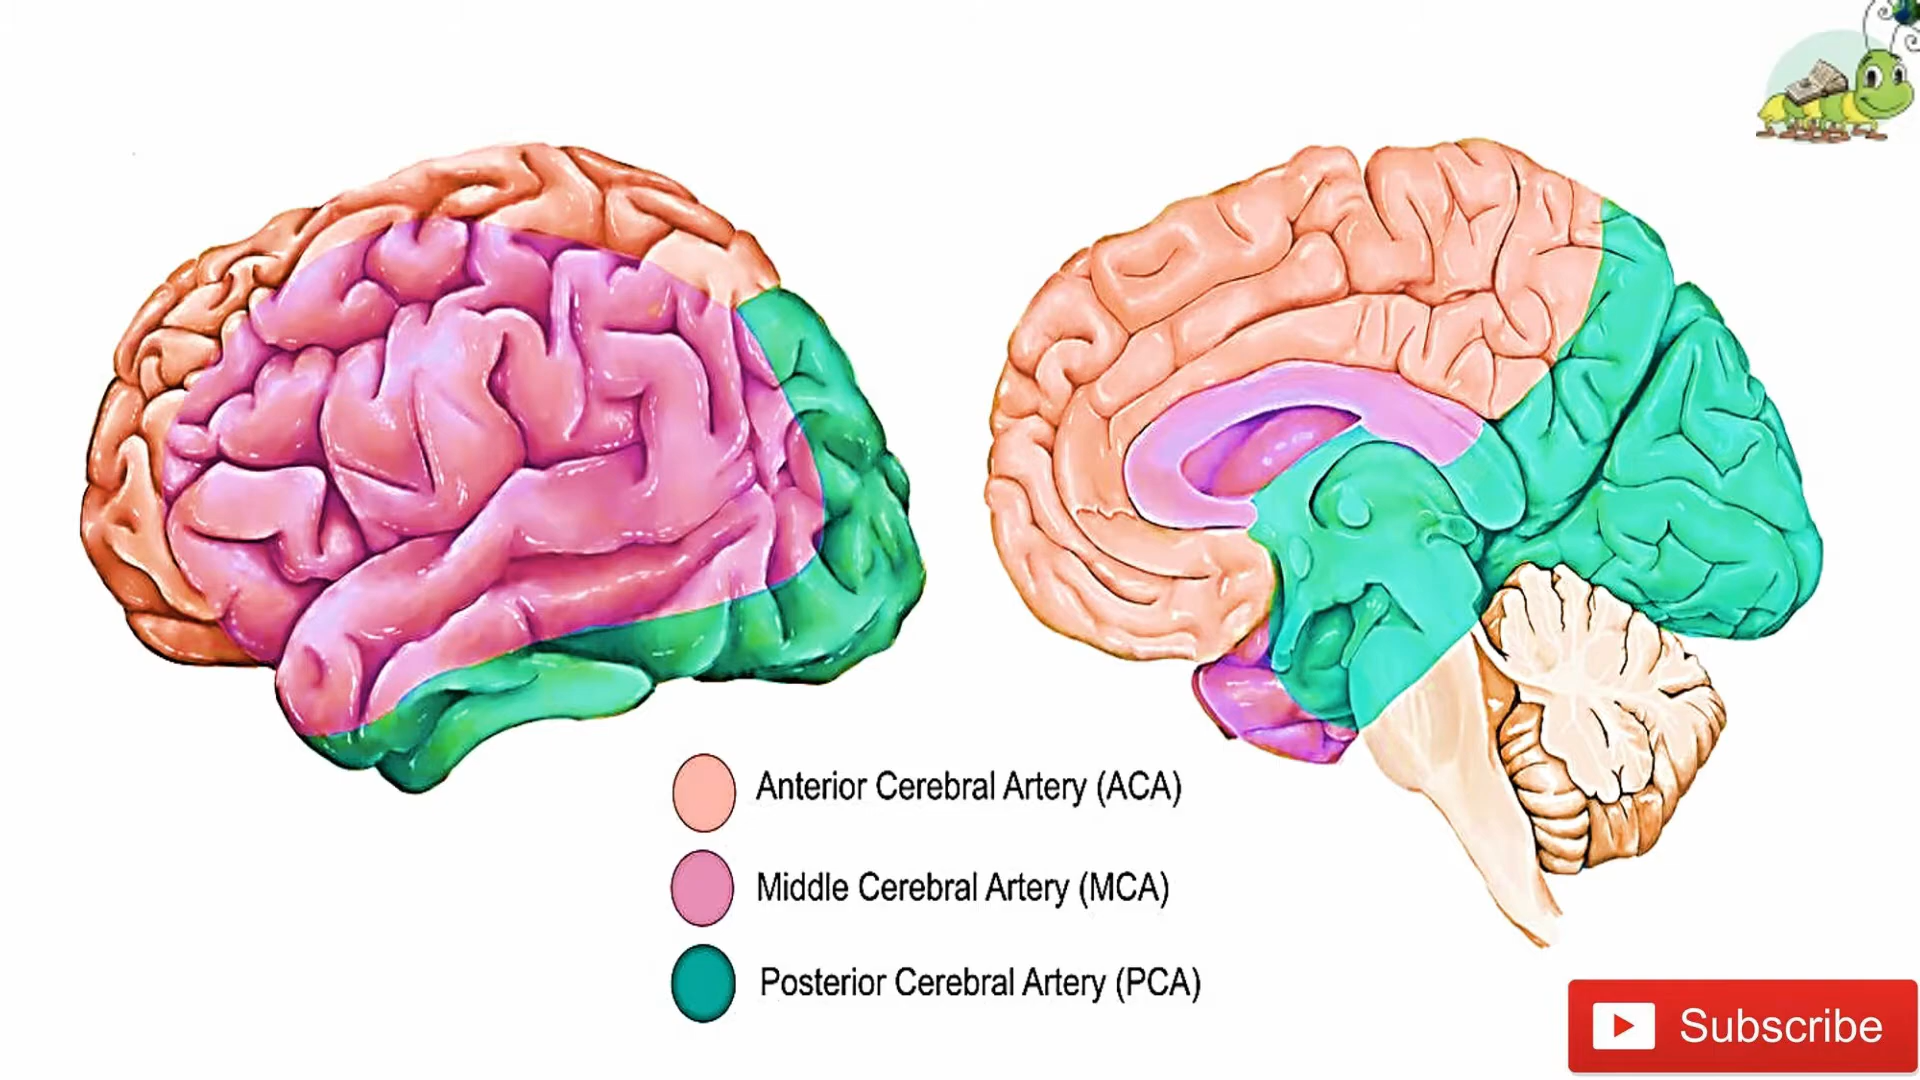 Anterior Cerebral Artery (ACA)
Middle Cerebral Artery (MCA)
Posterior Cerebral Artery (PCA)
Subscribe